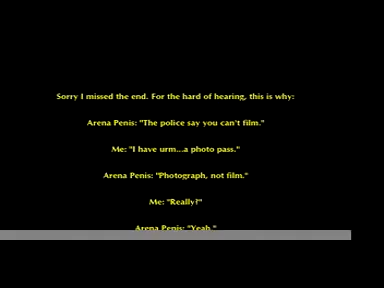 Sorry I missed the end. For the hard of hearing, this is why:
Arena Penis: "The police say you can't film."
Me: "I have urm...a photo pass."
Arena Penis: "Photograph, not film."
Me: "Really?"
Arena Penis: "Yeah."